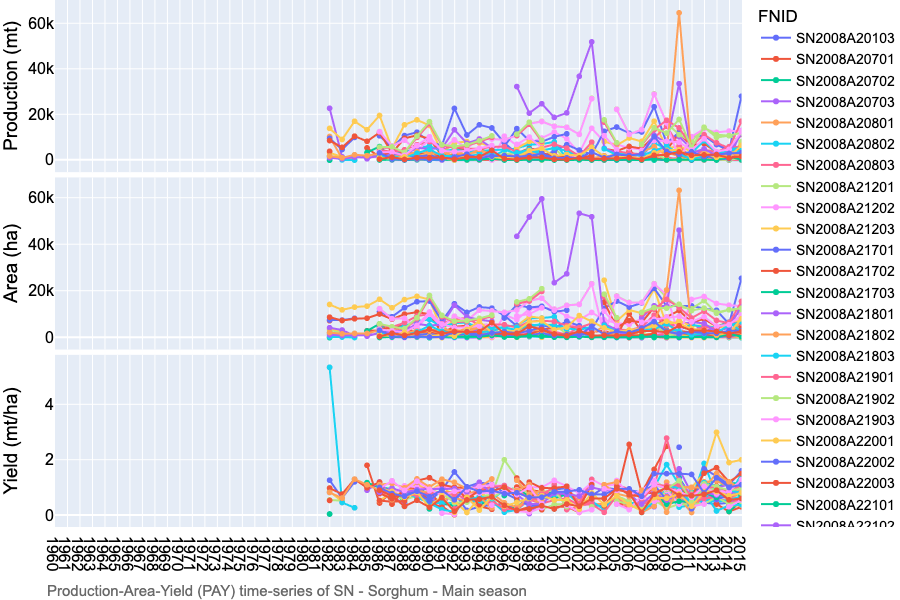 Production (mt)
60k
40k
20k
0
Area (ha)
60k
40k
20k
0
Yield (mt/ha)
4
2
0
1960
1961
1962
1963
1964
1965
1966
1967
1968
1969
1970
1971
1972
1973
1974
1975
1976
1977
1978
1979
1980
1981
1982
1983
1984
1985
1986
1987
1988
1989
1990
1991
1992
1993
1994
1995
1996
1997
1998
1999
2000
2001
2002
2003
2004
2005
2006
2007
2008
2009
2010
2011
2012
2013
2014
2015
Production-Area-Yield (PAY) time-series of SN - Sorghum - Main season
FNID
SN2008A20103
SN2008A20701
SN2008A20702
SN2008A20703
SN2008A20801
SN2008A20802
SN2008A20803
SN2008A21201
SN2008A21202
SN2008A21203
SN2008A21701
SN2008A21702
SN2008A21703
SN2008A21801
SN2008A21802
SN2008A21803
SN2008A21901
SN2008A21902
SN2008A21903
SN2008A22001
SN2008A22002
SN2008A22003
SN2008A22101
SN2008A22102